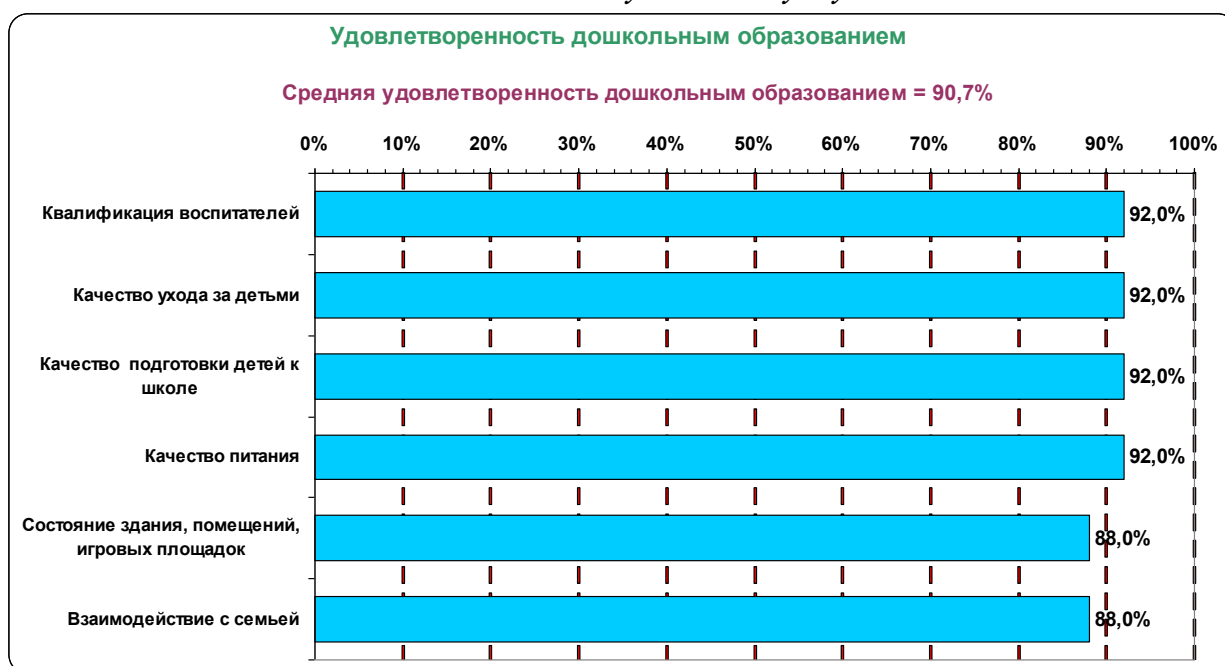 Удовлетворенность дошкольным образованием
Средняя удовлетворенность дошкольным образованием = 90,7%
0% 10% 20% 30% 40% 50% 60% 70% 80% 90% 100%
Квалификация воспитателей 92,0%
Качество ухода за детьми 92,0%
Качество подготовки детей к
школе 92,0%
Качество питания 92,0%
Состояние здания, помещений,
игровых площадок 88,0%
Взаимодействие с семьей 88,0%